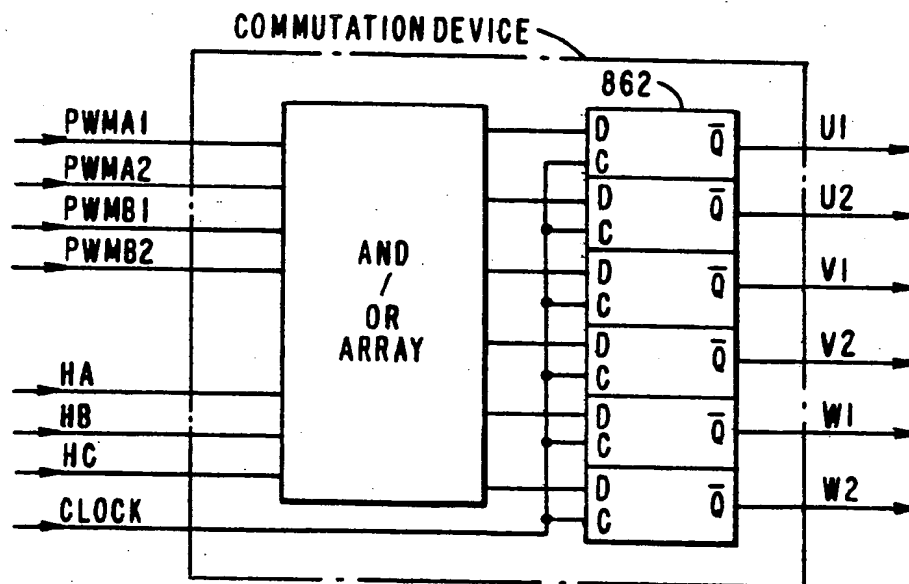 COMMUTATION DEVICE
862
PWMA1
PWMA2
PWMB1
PWMB2
HA
HB
HC
CLOCK
AND
/
OR
ARRAY
D
C
Q̅
D
C
Q̅
D
C
Q̅
D
C
Q̅
D
C
Q̅
D
C
Q̅
U1
U2
V1
V2
W1
W2